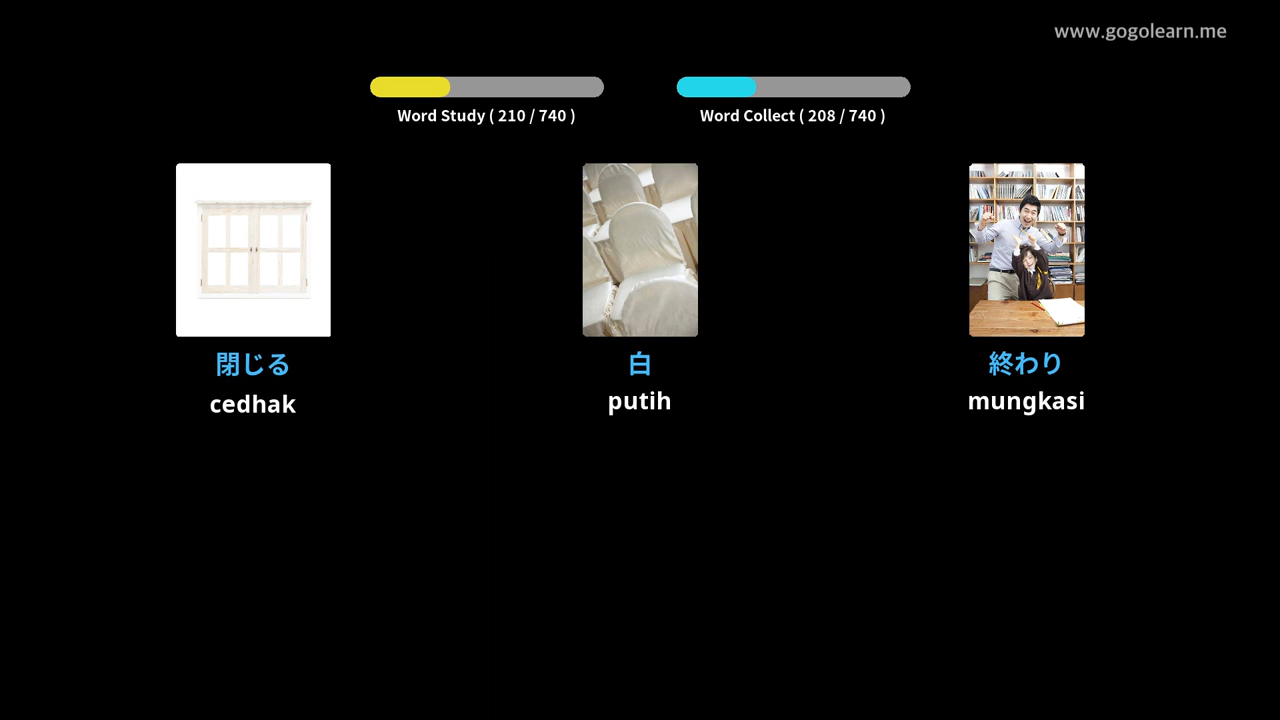 www.gogolearn.me
Word Study ( 210 / 740 )
Word Collect ( 208 / 740 )
閉じる
白
終わり
cedhak
putih
mungkasi